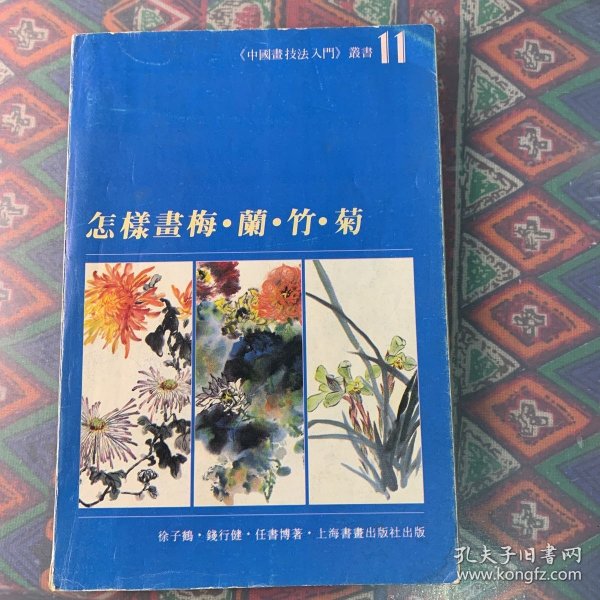 《中國畫技法入門》叢書11
怎樣畫梅·蘭·竹·菊
徐子鶴·錢行健·任書博著·上海書畫出版社出版
孔夫子旧书网
www.kongfz.com